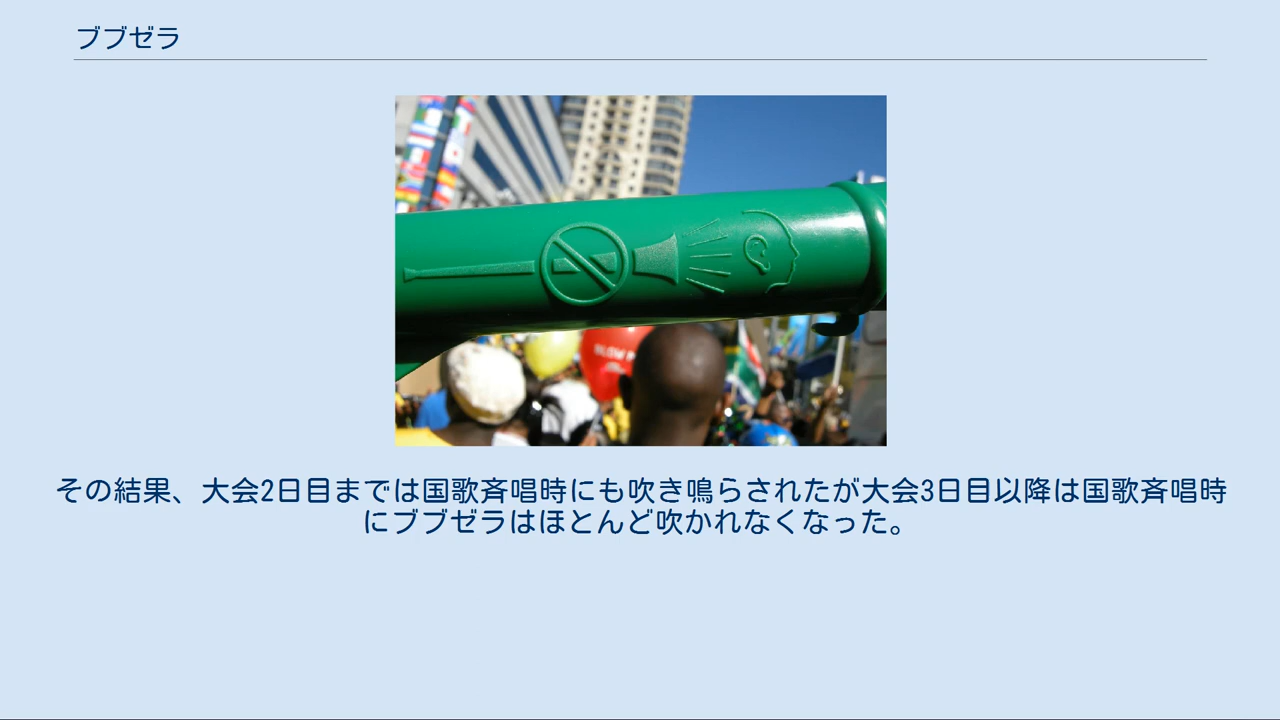 ブブゼラ
その結果、大会2日目までは国歌斉唱時にも吹き鳴らされたが大会3日目以降は国歌斉唱時
にブブゼラはほとんど吹かれなくなった。